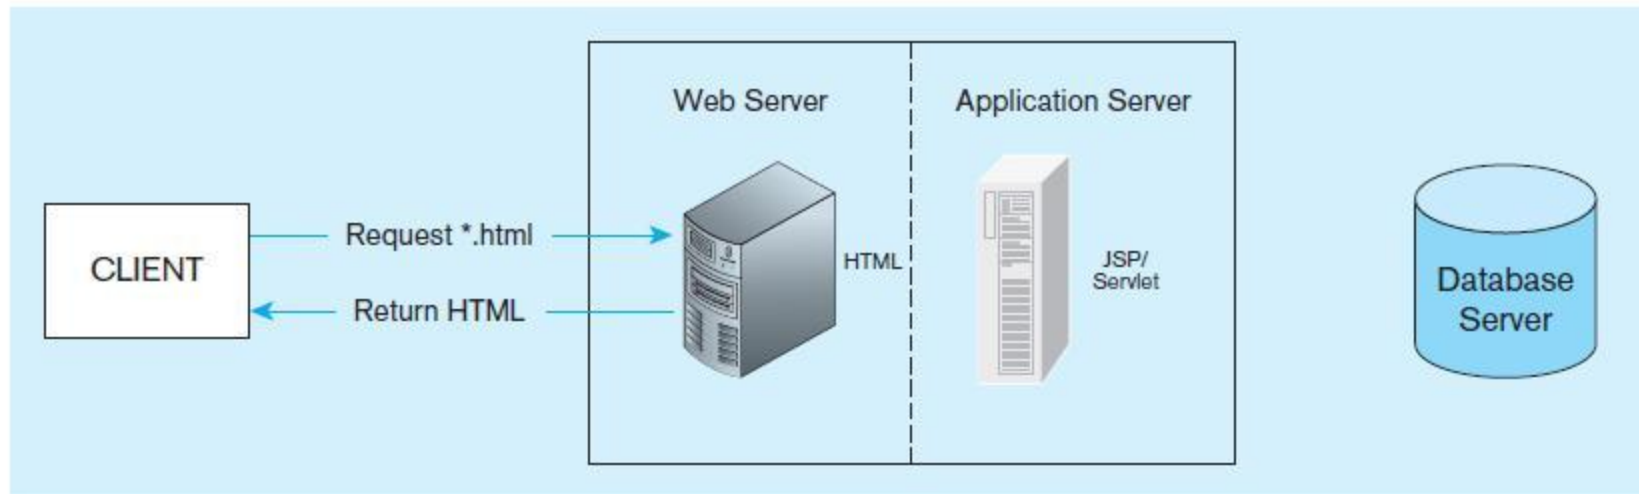 Web Server
Application Server
CLIENT
Request *.html
Return HTML
HTML
JSP/
Servlet
Database
Server